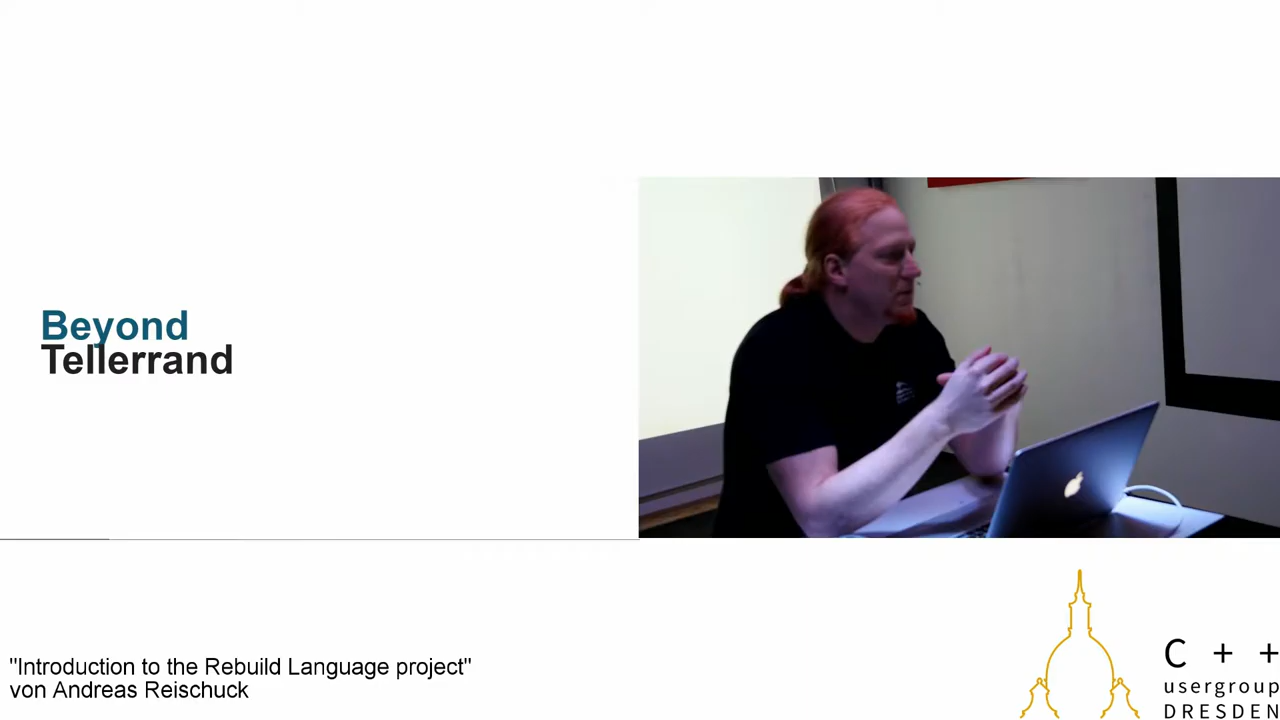 Beyond
Tellerrand
"Introduction to the Rebuild Language project"
von Andreas Reischuck
C + +
usergroup
DRESDEN